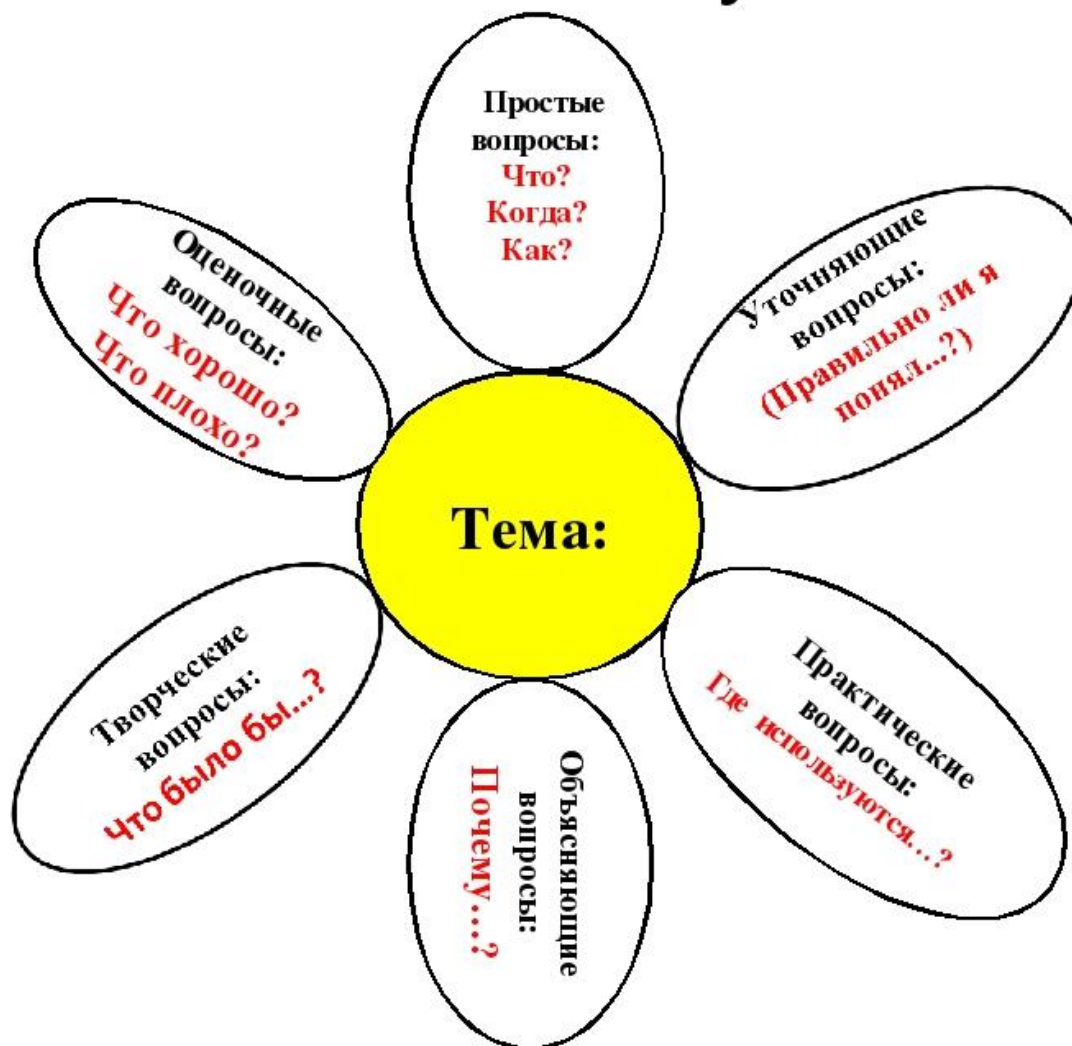 Простые
вопросы:
Что?
Когда?
Как?
Уточняющие
вопросы:
(Правильно ли я
понял...?)
Практические
вопросы:
Где используются...?
Объясняющие
вопросы:
Почему....?
Творческие
вопросы:
Что было бы...?
Оценочные
вопросы:
Что хорошо?
Что плохо?
Тема: